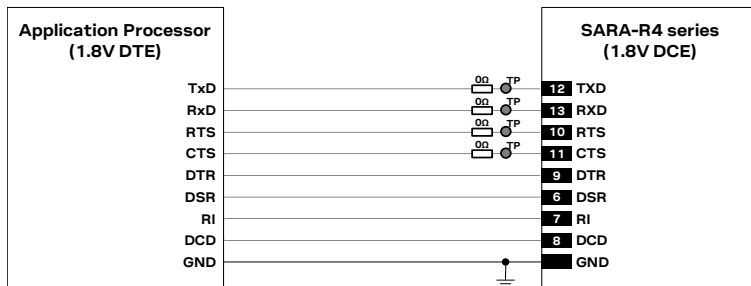 Application Processor
(1.8V DTE)
SARA-R4 series
(1.8V DCE)
TxD 0Ω TP 12 TXD
RxD 0Ω TP 13 RXD
RTS 0Ω TP 10 RTS
CTS 0Ω TP 11 CTS
DTR 9 DTR
DSR 6 DSR
RI 7 RI
DCD 8 DCD
GND GND